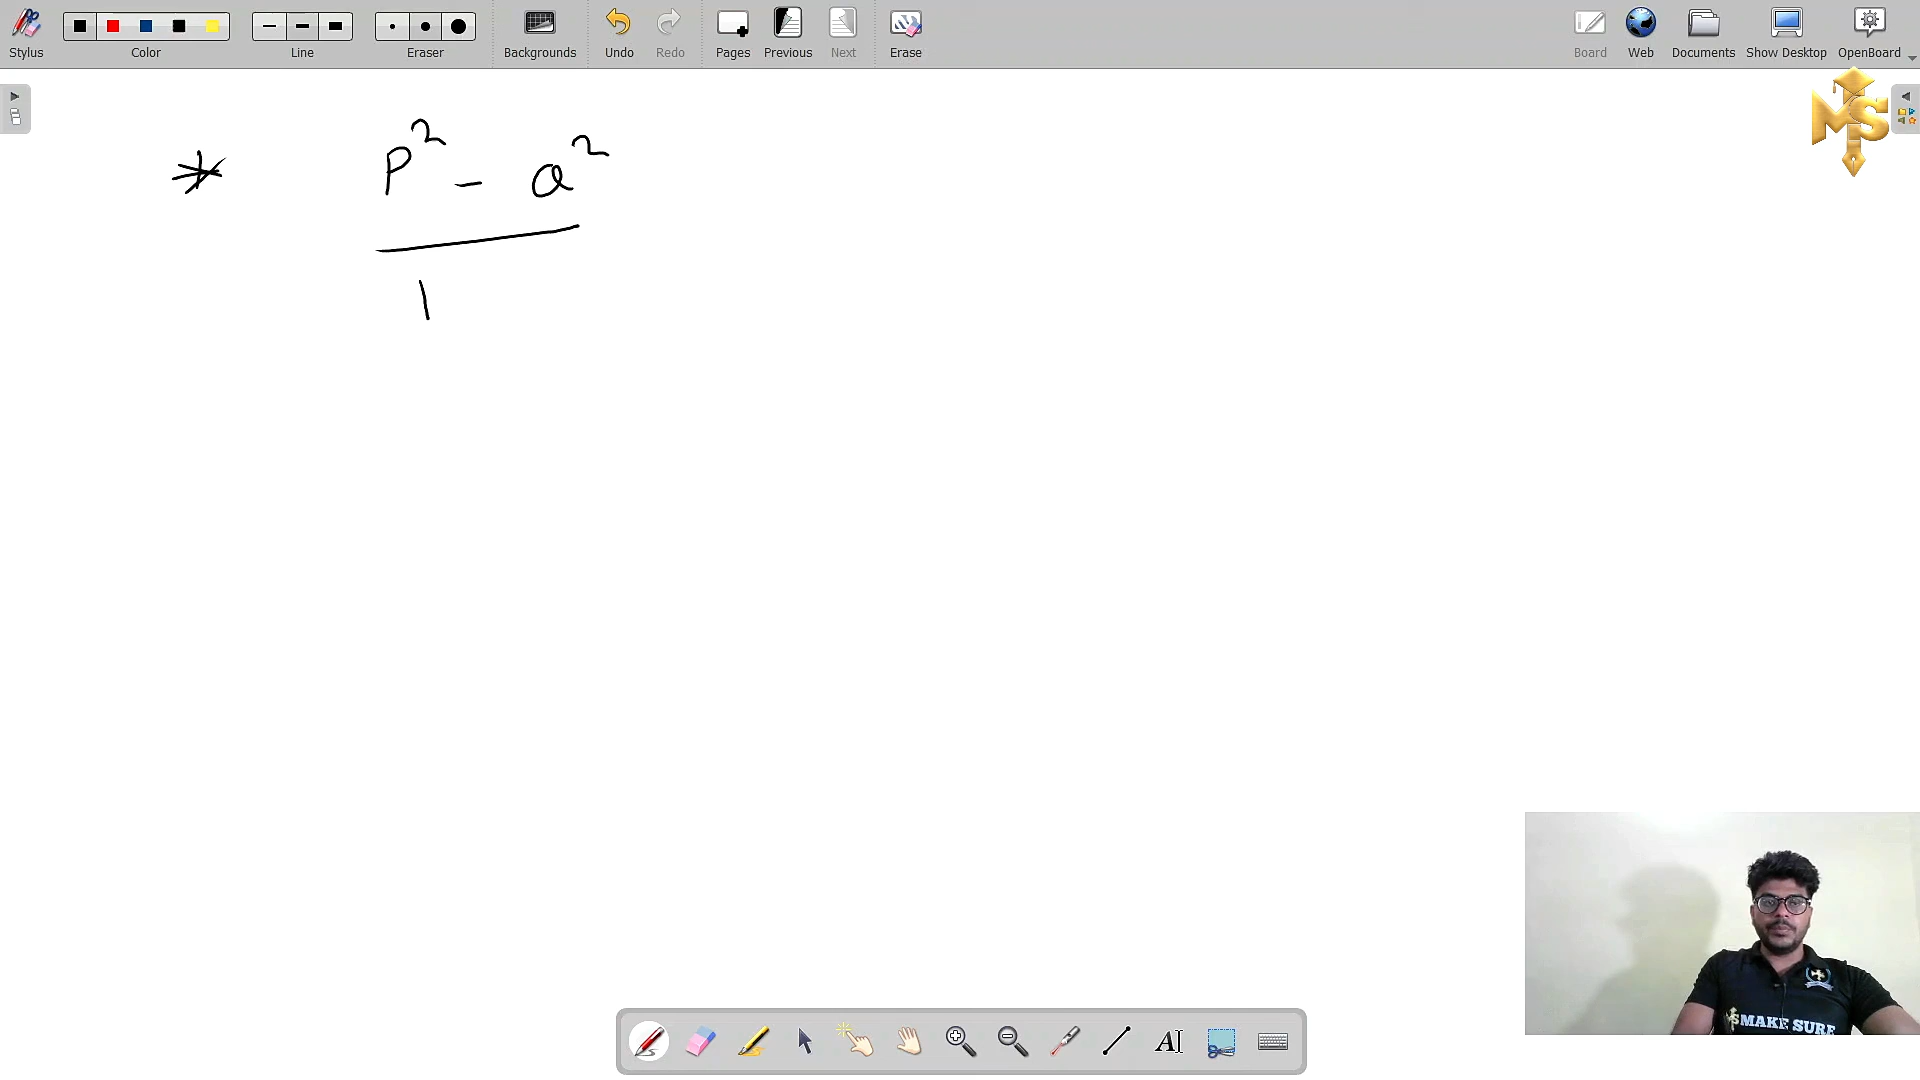 Stylus Color Line Eraser Backgrounds Undo Redo Pages Previous Next Erase Board Web Documents Show Desktop OpenBoard
MS
* P² - a²
1
MAKE SURE